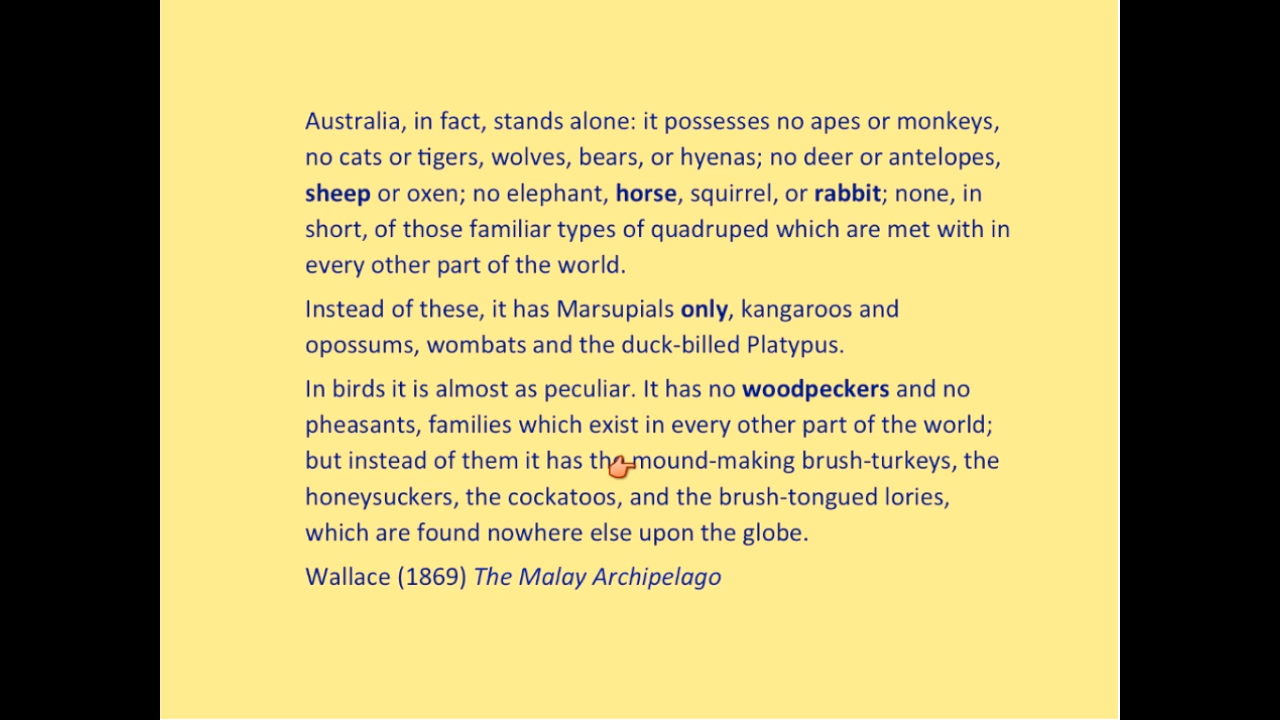 Australia, in fact, stands alone: it possesses no apes or monkeys,
no cats or tigers, wolves, bears, or hyenas; no deer or antelopes,
sheep or oxen; no elephant, horse, squirrel, or rabbit; none, in
short, of those familiar types of quadruped which are met with in
every other part of the world.
Instead of these, it has Marsupials only, kangaroos and
opossums, wombats and the duck-billed Platypus.
In birds it is almost as peculiar. It has no woodpeckers and no
pheasants, families which exist in every other part of the world;
but instead of them it has the mound-making brush-turkeys, the
honeysuckers, the cockatoos, and the brush-tongued lories,
which are found nowhere else upon the globe.
Wallace (1869) The Malay Archipelago